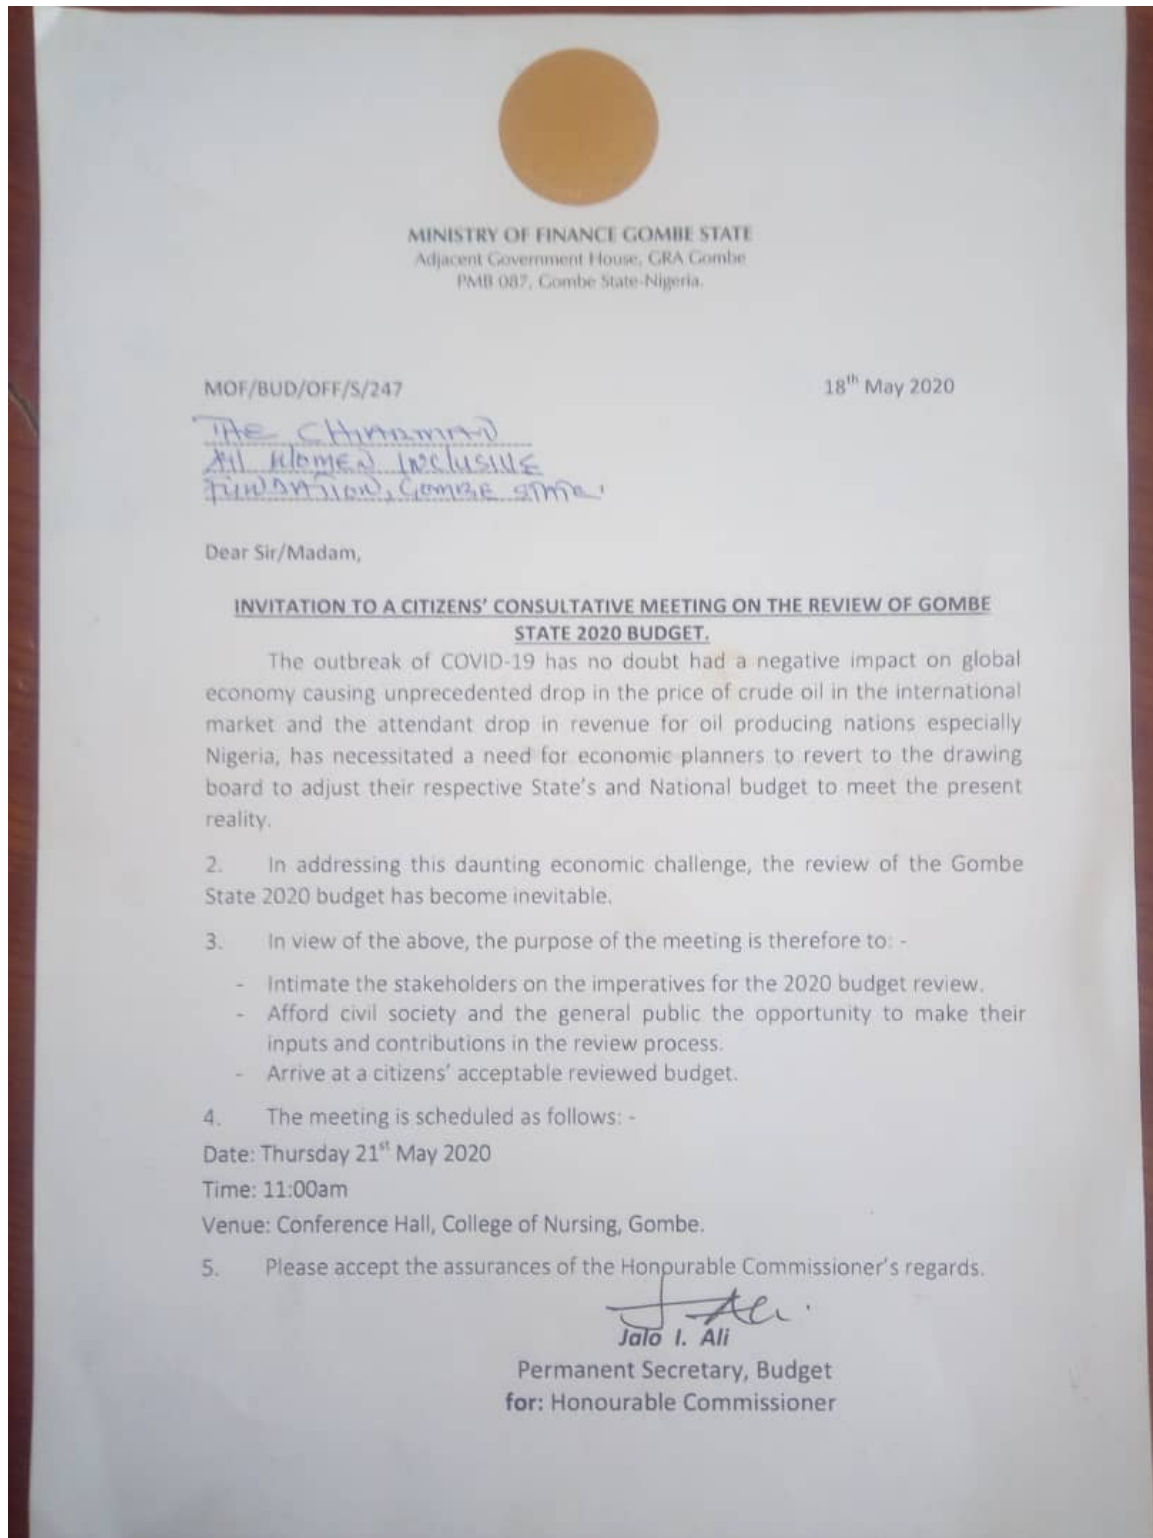 MINISTRY OF FINANCE GOMBE STATE
Adjacent Government House, GRA Gombe
PMB 087, Gombe State-Nigeria.
MOF/BUD/OFF/S/247
18th May 2020
THE CHIARMAN
All WOMEN INCLUSIVE
FUNDATION, GOMBE STATE.
Dear Sir/Madam,
INVITATION TO A CITIZENS' CONSULTATIVE MEETING ON THE REVIEW OF GOMBE
STATE 2020 BUDGET.
The outbreak of COVID-19 has no doubt had a negative impact on global
economy causing unprecedented drop in the price of crude oil in the international
market and the attendant drop in revenue for oil producing nations especially
Nigeria, has necessitated a need for economic planners to revert to the drawing
board to adjust their respective State's and National budget to meet the present
reality.
2. In addressing this daunting economic challenge, the review of the Gombe
State 2020 budget has become inevitable.
3. In view of the above, the purpose of the meeting is therefore to: -
- Intimate the stakeholders on the imperatives for the 2020 budget review.
- Afford civil society and the general public the opportunity to make their
inputs and contributions in the review process.
- Arrive at a citizens' acceptable reviewed budget.
4. The meeting is scheduled as follows: -
Date: Thursday 21st May 2020
Time: 11:00am
Venue: Conference Hall, College of Nursing, Gombe.
5. Please accept the assurances of the Honourable Commissioner's regards.
Jalo I. Ali
Permanent Secretary, Budget
for: Honourable Commissioner